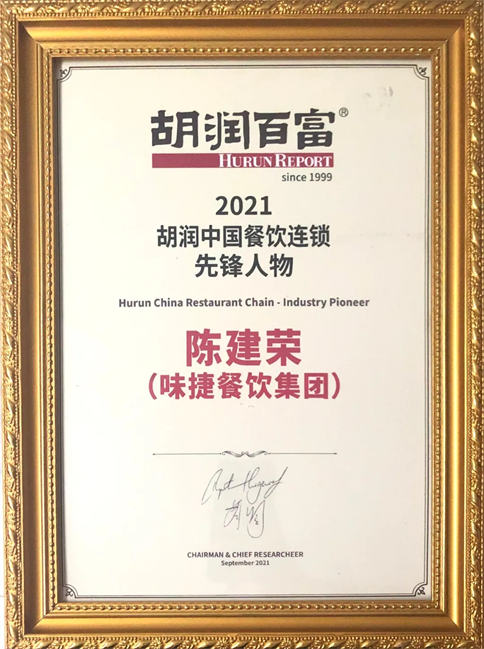 胡润百富®
HURUN REPORT
since 1999
2021
胡润中国餐饮连锁
先锋人物
Hurun China Restaurant Chain - Industry Pioneer
陈建荣
（味捷餐饮集团）
胡润
CHAIRMAN & CHIEF RESEARCHEER
September 2021